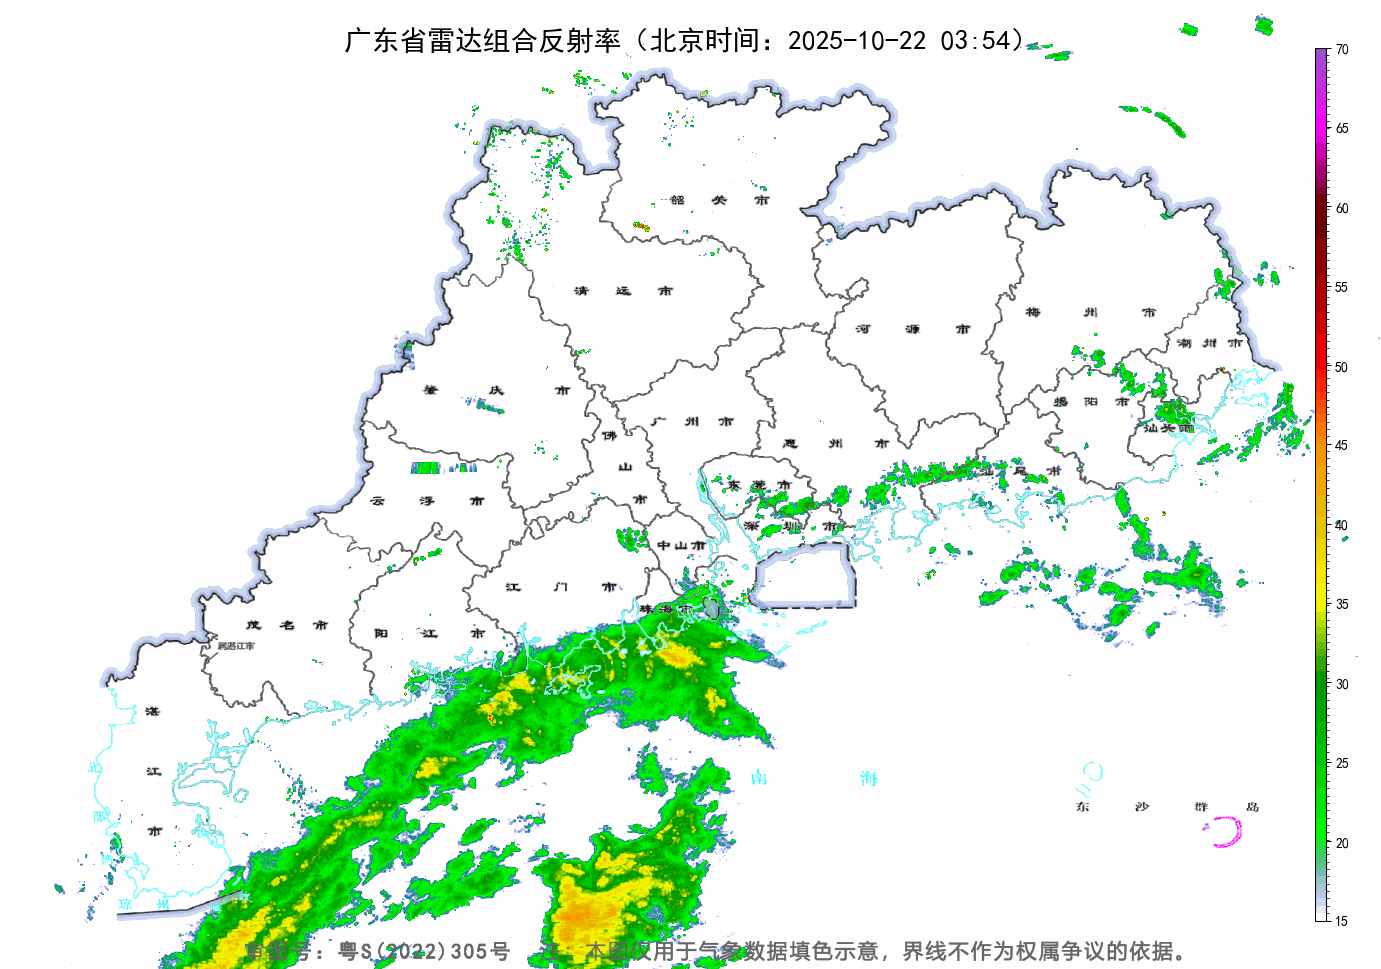 广东省雷达组合反射率（北京时间：2025-10-22 03:54）
70
65
60
55
50
45
40
35
30
25
20
15
韶关市
清远市
河源市
梅州市
潮州市
肇庆市
广州市
佛山市
惠州市
揭阳市
汕头市
汕尾市
东莞市
云浮市
深圳市
中山市
江门市
珠海市
茂名市
阳江市
属湛江市
湛江市
南海
东沙群岛
北部
琼州
审图号：粤S(2022)305号 注：本图仅用于气象数据填色示意，界线不作为权属争议的依据。